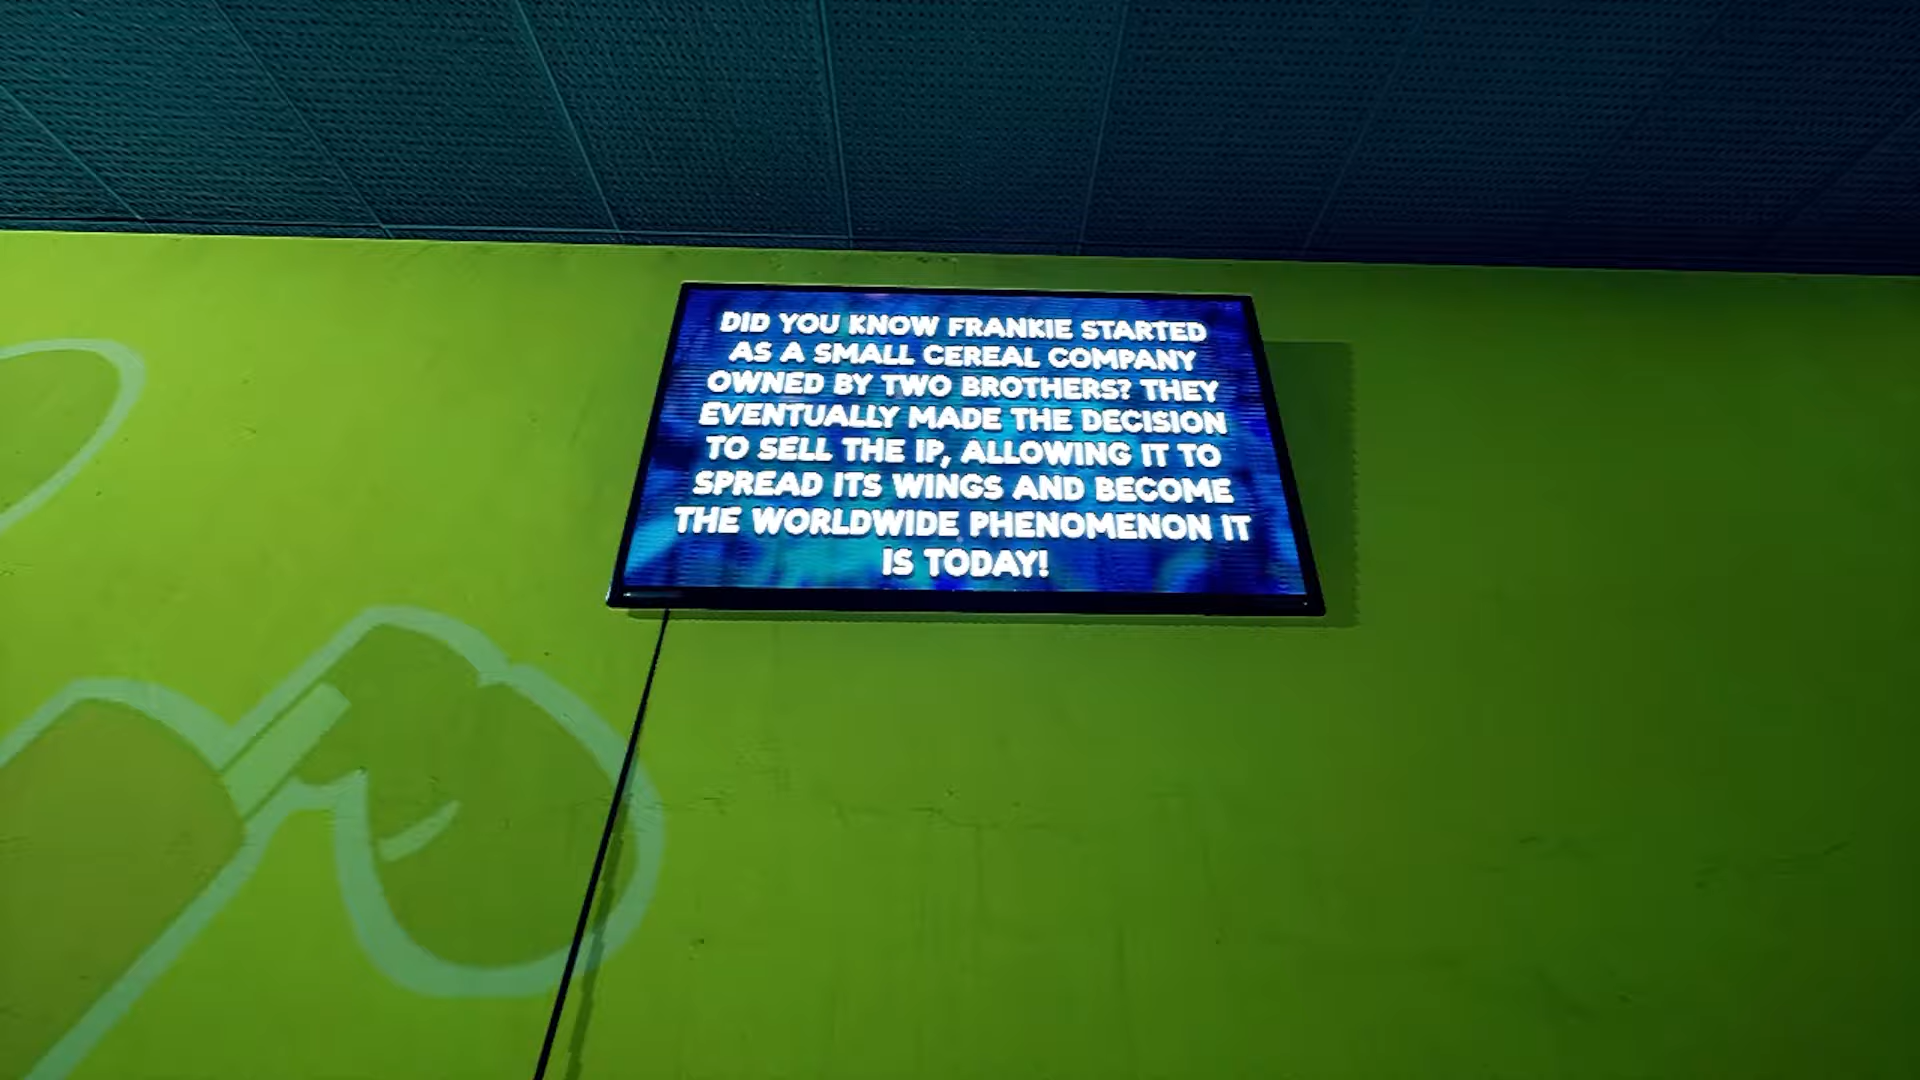 DID YOU KNOW FRANKIE STARTED
AS A SMALL CEREAL COMPANY
OWNED BY TWO BROTHERS? THEY
EVENTUALLY MADE THE DECISION
TO SELL THE IP, ALLOWING IT TO
SPREAD ITS WINGS AND BECOME
THE WORLDWIDE PHENOMENON IT
IS TODAY!